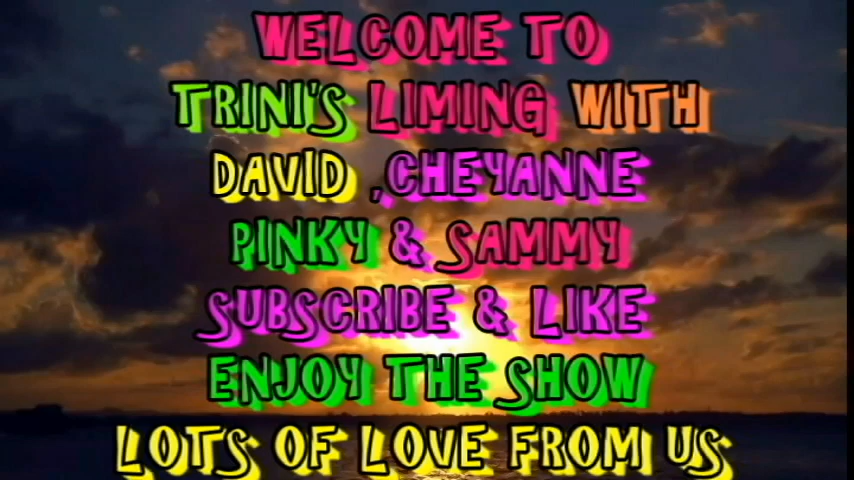 WELCOME TO
TRINI'S LIMING WITH
DAVID ,CHEYANNE
PINKY & SAMMY
SUBSCRIBE & LIKE
ENJOY THE SHOW
LOTS OF LOVE FROM US